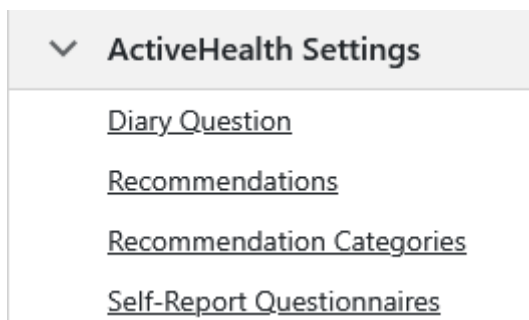 ActiveHealth Settings
Diary Question
Recommendations
Recommendation Categories
Self-Report Questionnaires